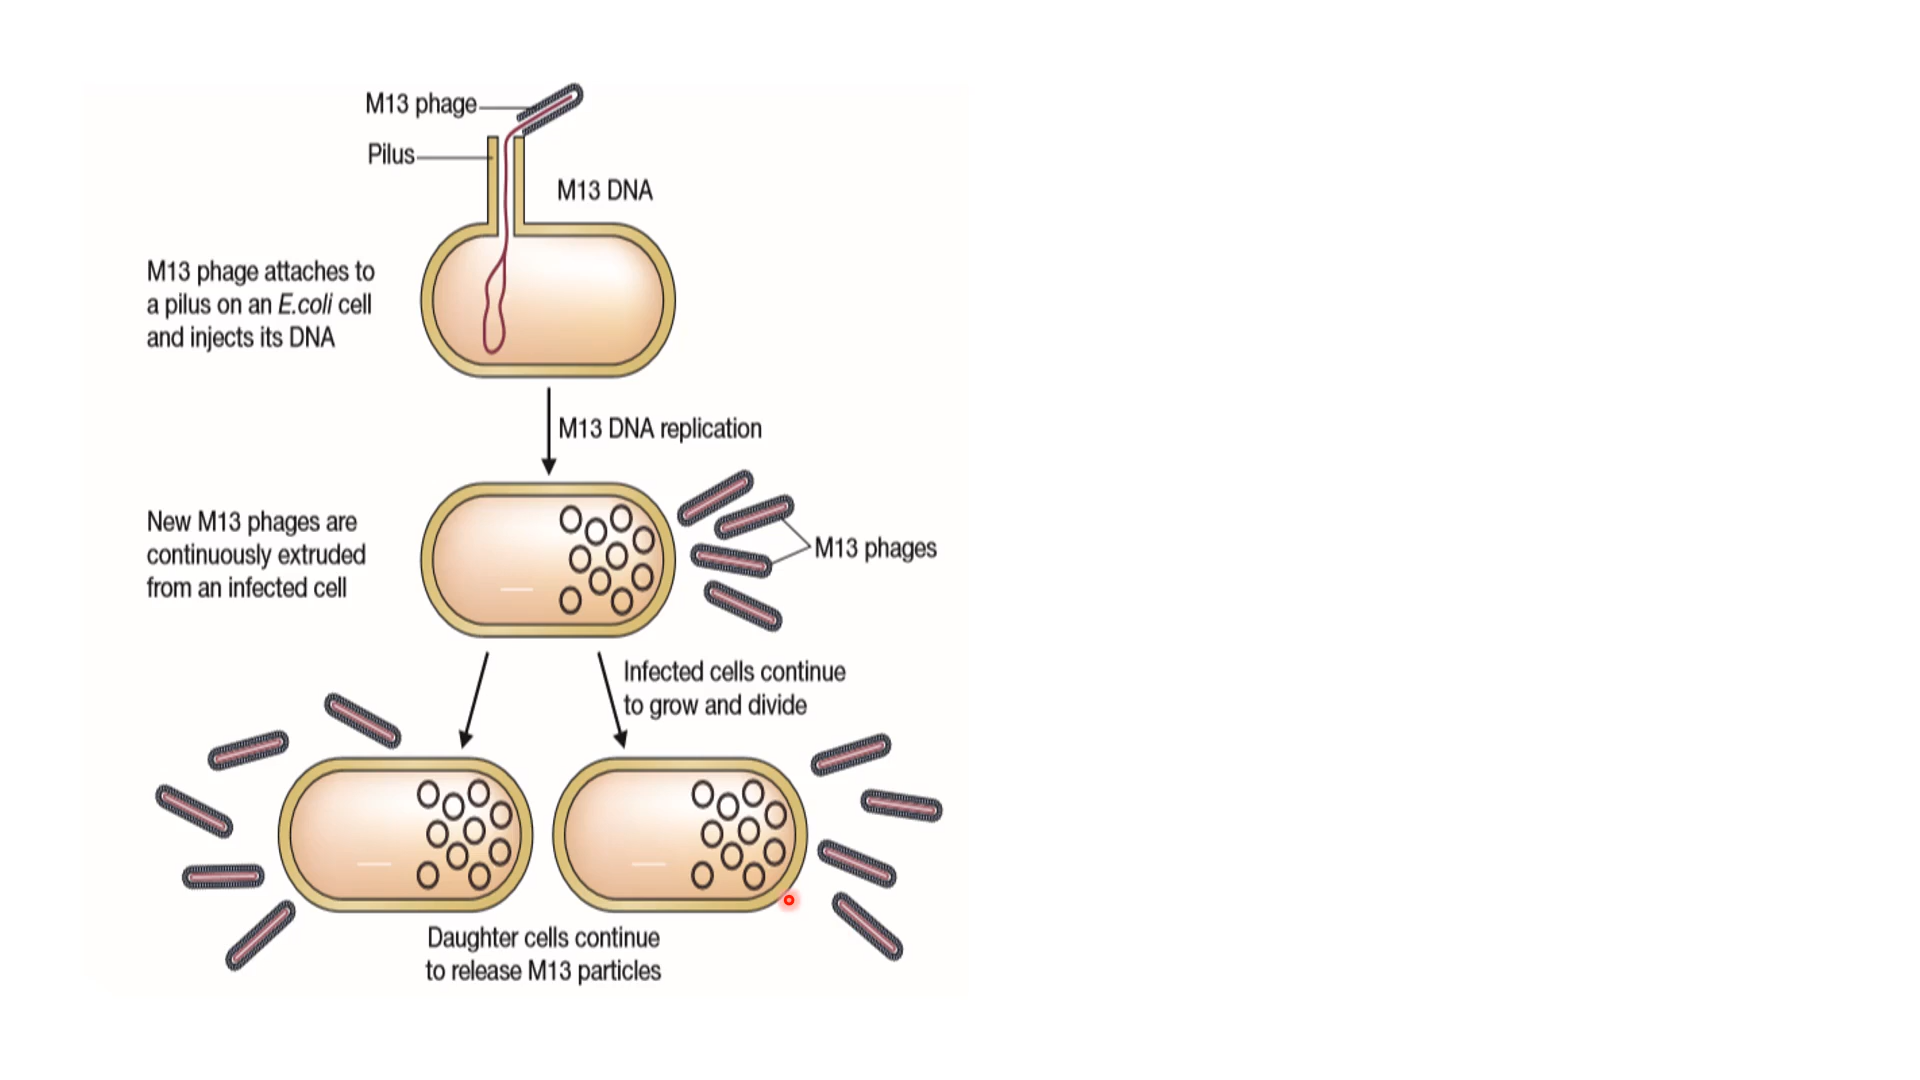 M13 phage
Pilus
M13 DNA
M13 phage attaches to
a pilus on an E.coli cell
and injects its DNA
M13 DNA replication
New M13 phages are
continuously extruded
from an infected cell
M13 phages
Infected cells continue
to grow and divide
Daughter cells continue
to release M13 particles